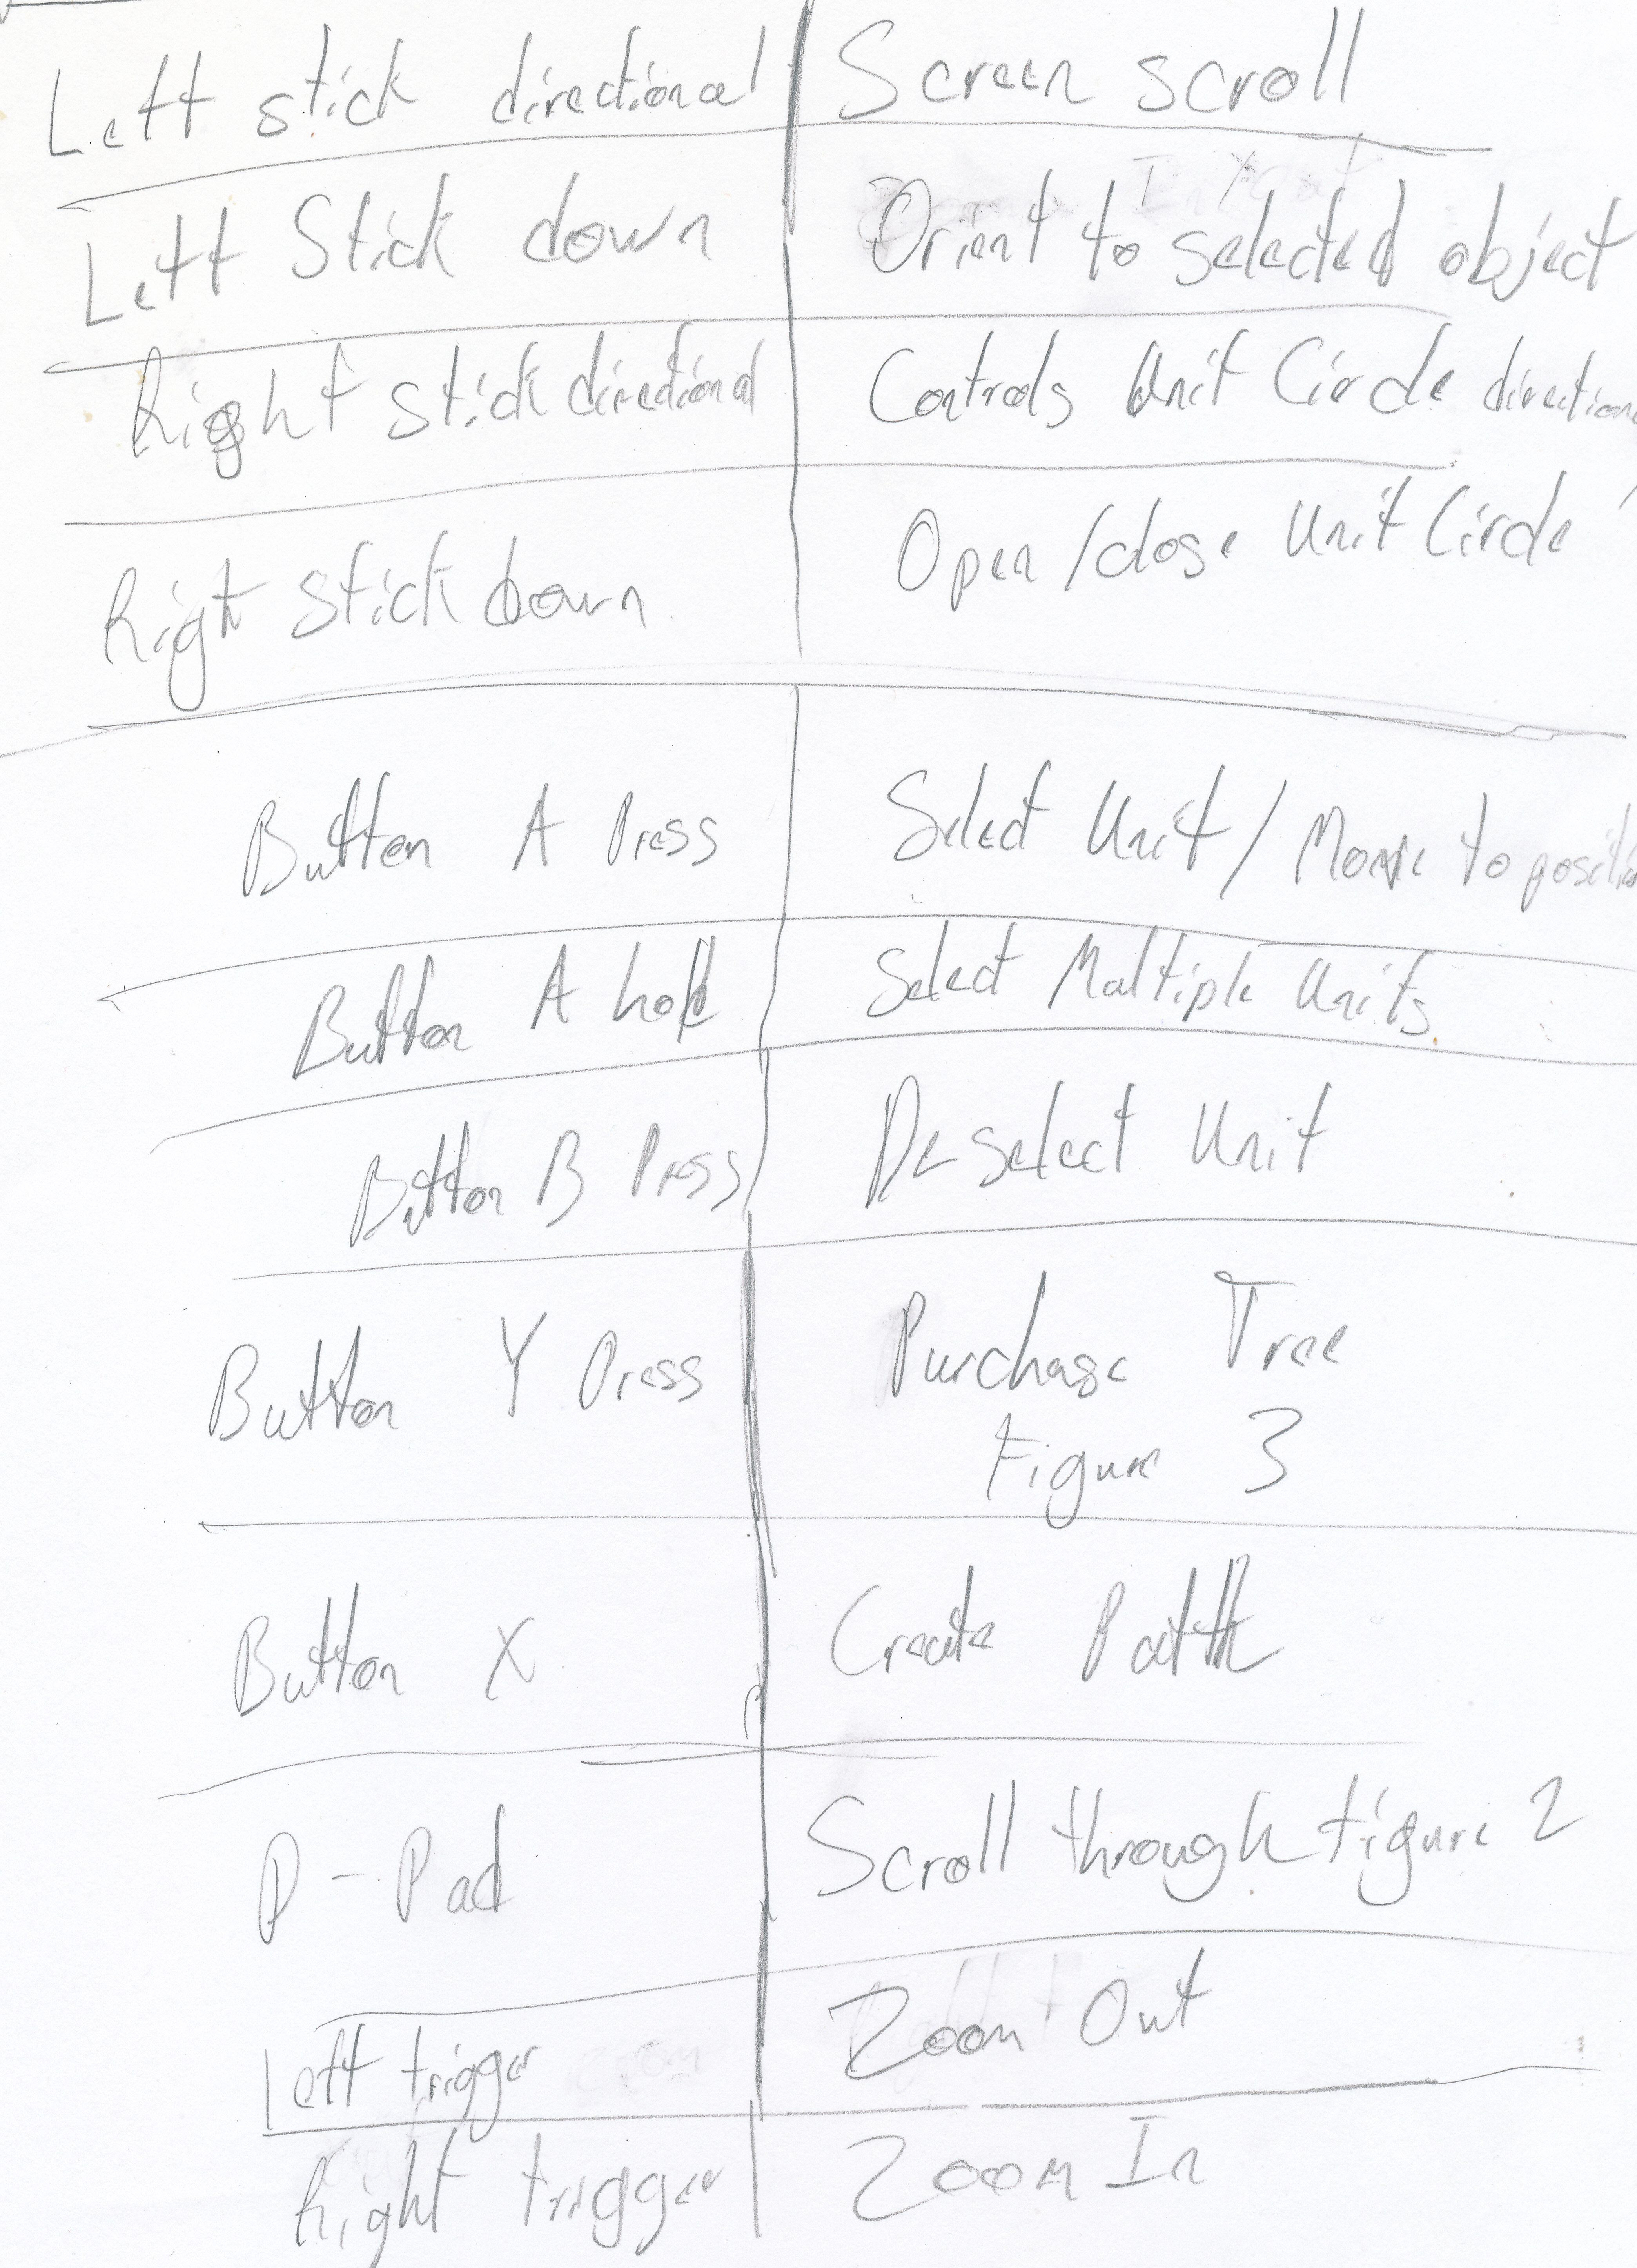 Left stick directional Screen scroll
Left Stick down Orient to selected object
Right stick directional Controls Unit Circle direction
Right stick down Open/close Unit Circle
Button A Press Select Unit / Move to positi
Button A hold Select Multiple Units
Button B Press De select Unit
Button Y Press Purchase Tree
Figure 3
Button X Create Path
D-Pad Scroll through figure 2
Left trigger Zoom Out
Right trigger Zoom In